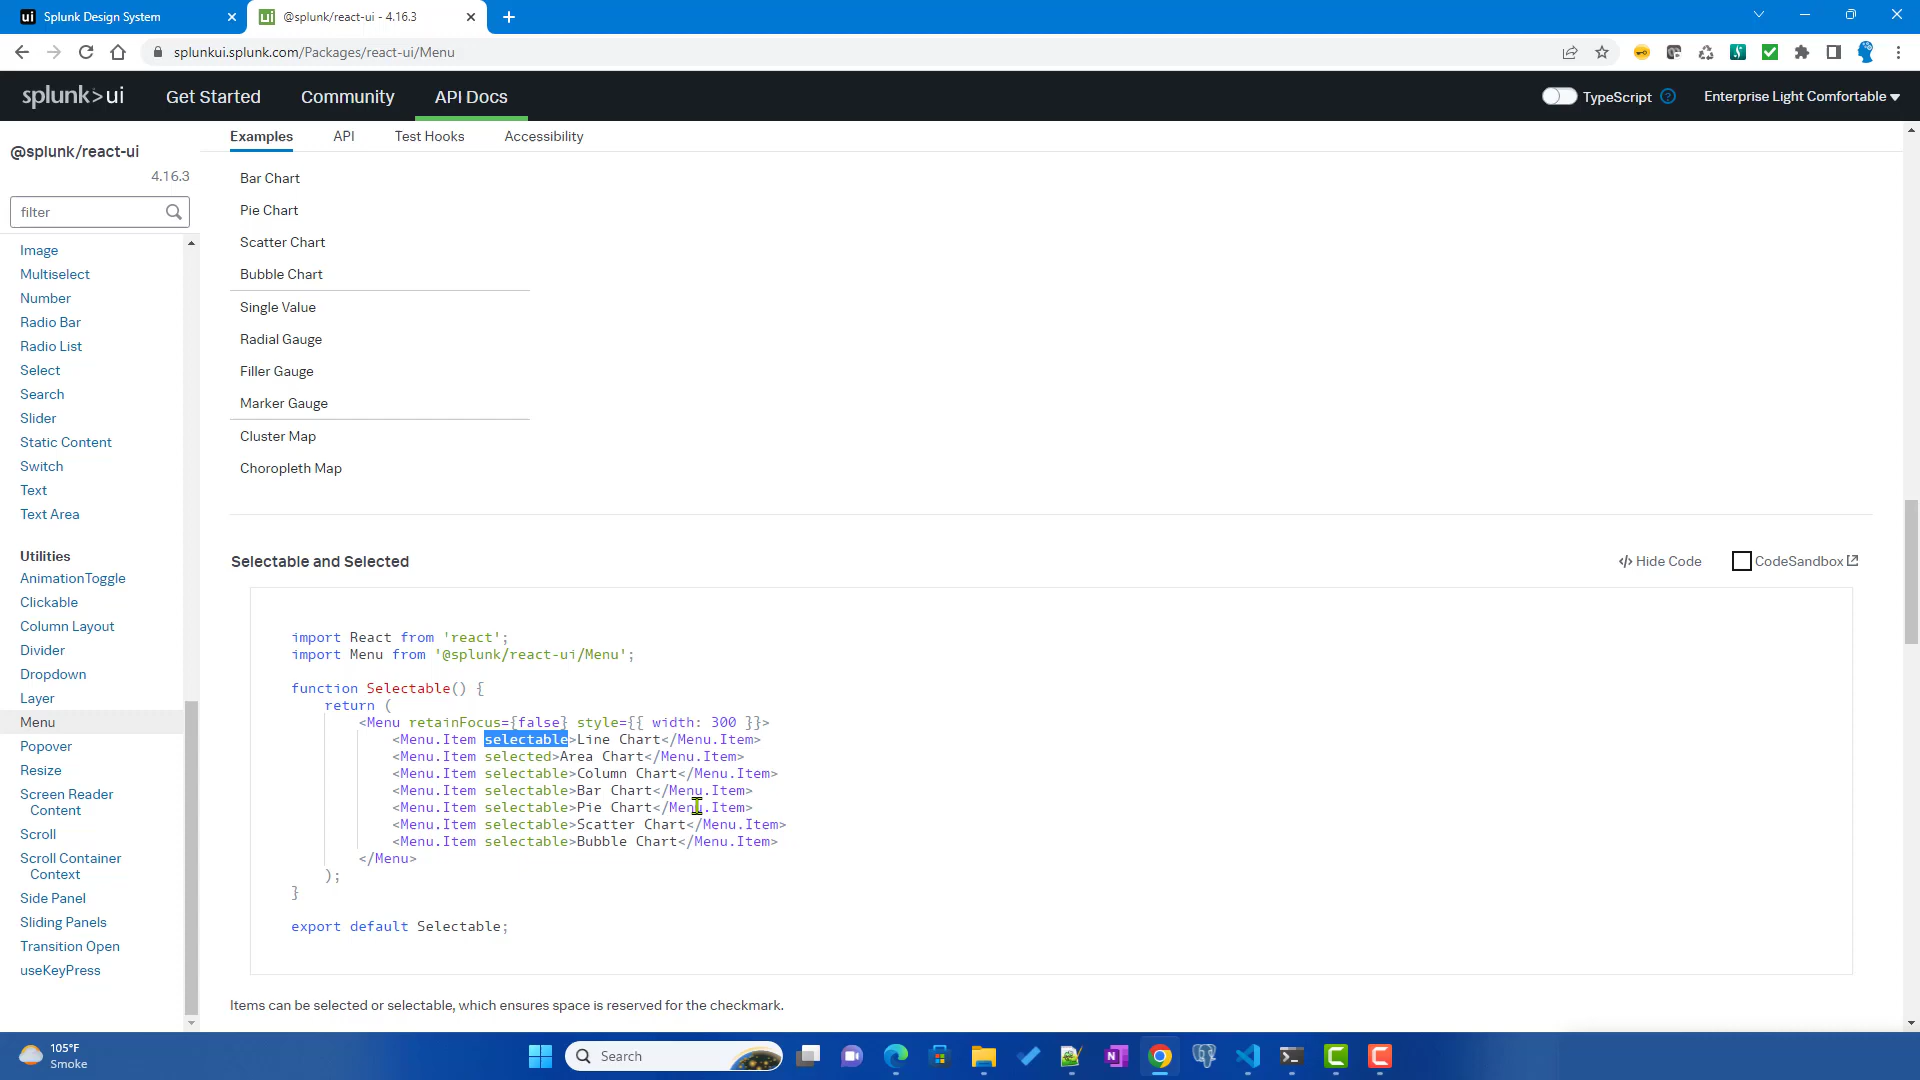 Splunk Design System
@splunk/react-ui - 4.16.3
splunkui.splunk.com/Packages/react-ui/Menu
splunk>ui
Get Started
Community
API Docs
TypeScript
Enterprise Light Comfortable
@splunk/react-ui
4.16.3
filter
Image
Multiselect
Number
Radio Bar
Radio List
Select
Search
Slider
Static Content
Switch
Text
Text Area
Utilities
AnimationToggle
Clickable
Column Layout
Divider
Dropdown
Layer
Menu
Popover
Resize
Screen Reader
Content
Scroll
Scroll Container
Context
Side Panel
Sliding Panels
Transition Open
useKeyPress
Examples
API
Test Hooks
Accessibility
Bar Chart
Pie Chart
Scatter Chart
Bubble Chart
Single Value
Radial Gauge
Filler Gauge
Marker Gauge
Cluster Map
Choropleth Map
Selectable and Selected
</> Hide Code
CodeSandbox
import React from 'react';
import Menu from '@splunk/react-ui/Menu';
function Selectable() {
return (
<Menu retainFocus={false} style={{ width: 300 }}>
<Menu.Item selectable>Line Chart</Menu.Item>
<Menu.Item selected>Area Chart</Menu.Item>
<Menu.Item selectable>Column Chart</Menu.Item>
<Menu.Item selectable>Bar Chart</Menu.Item>
<Menu.Item selectable>Pie Chart</Menu.Item>
<Menu.Item selectable>Scatter Chart</Menu.Item>
<Menu.Item selectable>Bubble Chart</Menu.Item>
</Menu>
);
}
export default Selectable;
Items can be selected or selectable, which ensures space is reserved for the checkmark.
105°F
Smoke
Search